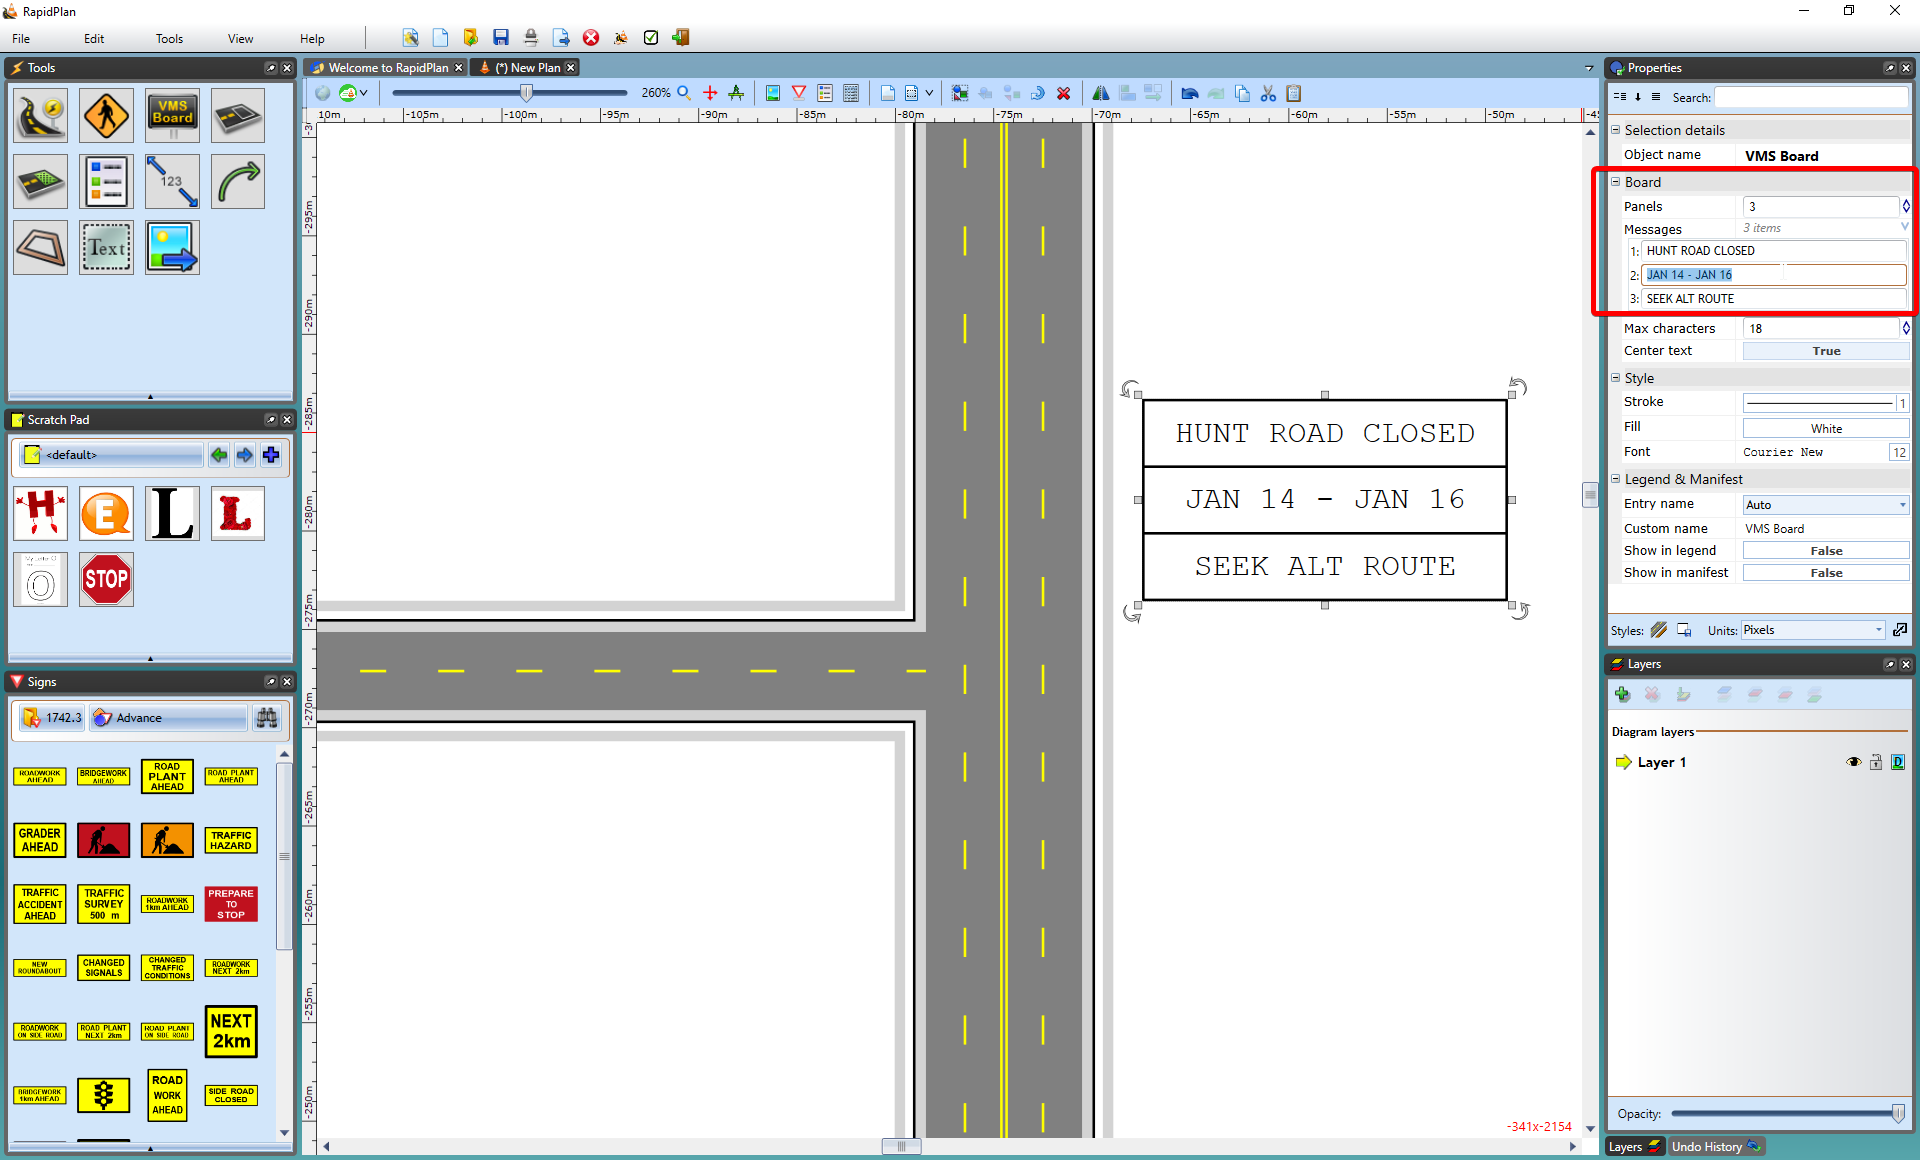 RapidPlan
File Edit Tools View Help
Tools
Welcome to RapidPlan
(*) New Plan
Properties
VMS Board
123
Text
260%
Search:
10m -105m -100m -95m -90m -85m -80m -75m -70m -65m -60m -55m -50m -45
-295m
-290m
-285m
-280m
-275m
-270m
-265m
-260m
-255m
-250m
Selection details
Object name VMS Board
Board
Panels 3
Messages 3 items
1: HUNT ROAD CLOSED
2: JAN 14 - JAN 16
3: SEEK ALT ROUTE
Max characters 18
Center text True
Style
Stroke 1
Fill White
Font Courier New 12
Legend & Manifest
Entry name Auto
Custom name VMS Board
Show in legend False
Show in manifest False
Styles: Units: Pixels
HUNT ROAD CLOSED
JAN 14 - JAN 16
SEEK ALT ROUTE
Scratch Pad
<default>
H
E
L
L
My Letter O
O
STOP
Signs
1742.3 Advance
ROADWORK AHEAD
BRIDGEWORK AHEAD
ROAD PLANT AHEAD
ROAD PLANT AHEAD
GRADER AHEAD
TRAFFIC HAZARD
TRAFFIC ACCIDENT AHEAD
TRAFFIC SURVEY 500 m
ROADWORK 1km AHEAD
PREPARE TO STOP
NEW ROUNDABOUT
CHANGED SIGNALS
CHANGED TRAFFIC CONDITIONS
ROADWORK NEXT 2km
ROADWORK ON SIDE ROAD
ROAD PLANT NEXT 2km
ROAD PLANT ON SIDE ROAD
NEXT 2km
BRIDGEWORK 1km AHEAD
ROAD WORK AHEAD
SIDE ROAD CLOSED
Layers
Diagram layers
Layer 1
D
Opacity:
-341x-2154
Layers
Undo History